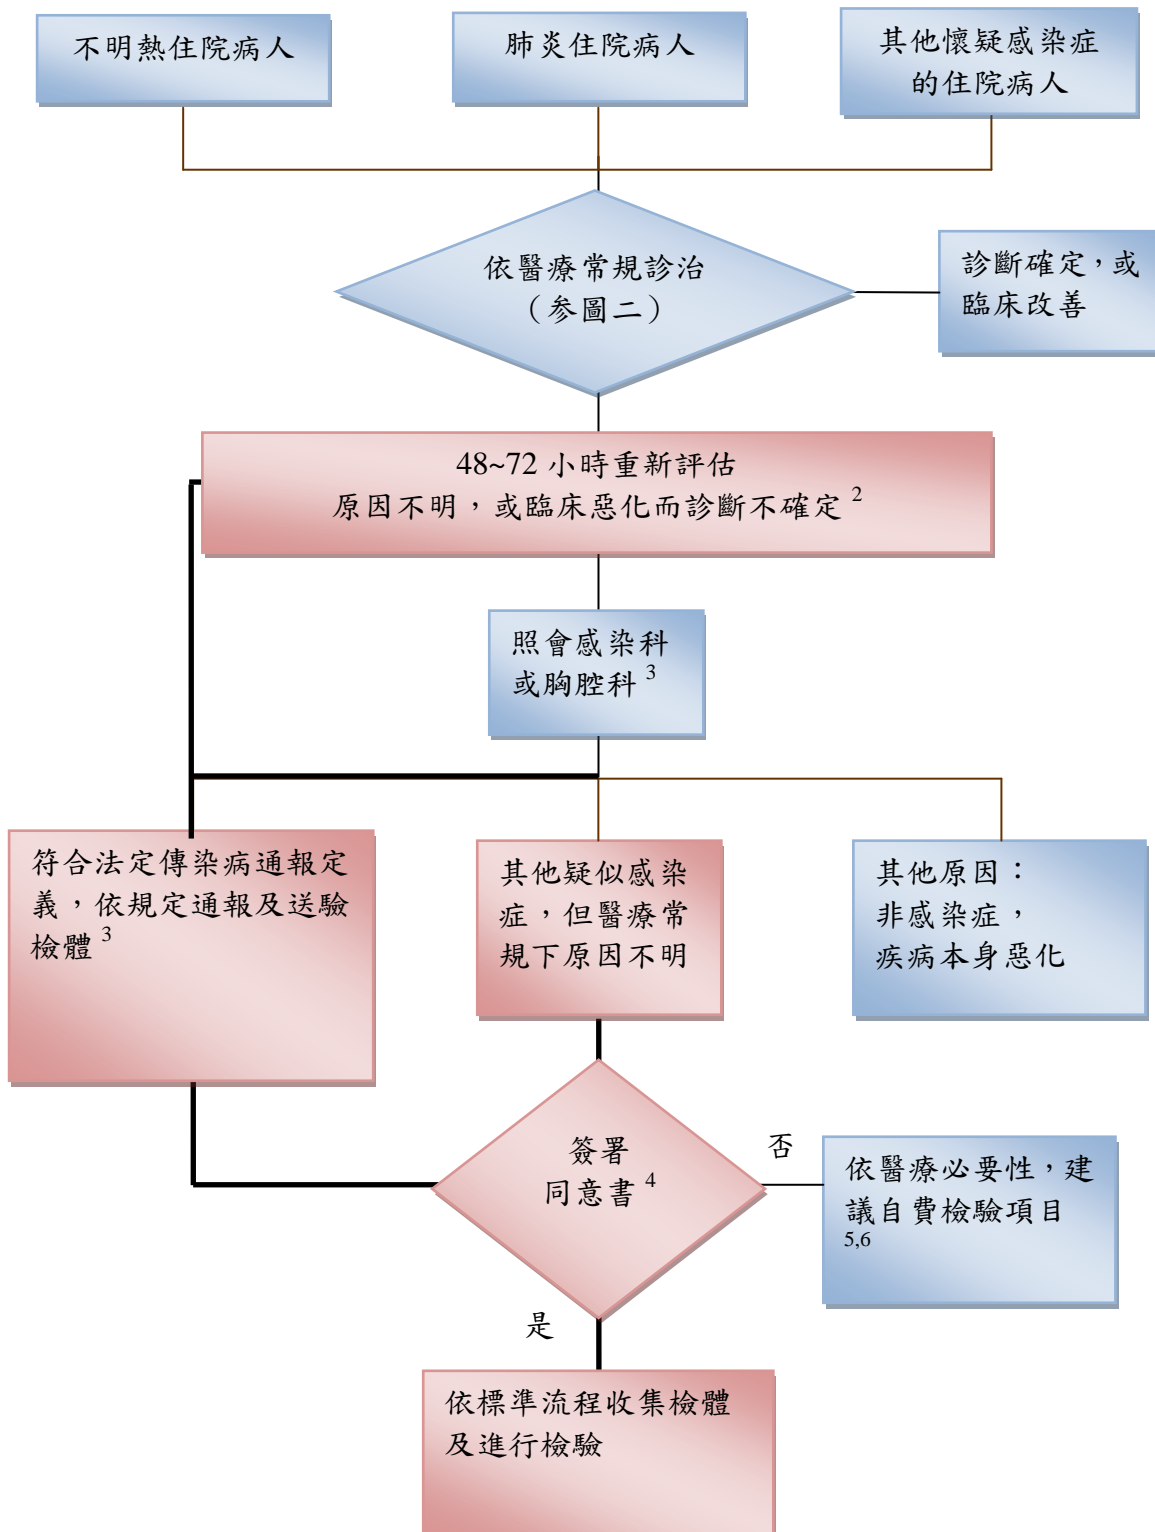 不明熱住院病人
肺炎住院病人
其他懷疑感染症
的住院病人
依醫療常規診治
（参圖二）
診斷確定，或
臨床改善
48~72 小時重新評估
原因不明，或臨床惡化而診斷不確定 2
照會感染科
或胸腔科 3
符合法定傳染病通報定
義，依規定通報及送驗
檢體 3
其他疑似感染
症，但醫療常
規下原因不明
其他原因：
非感染症，
疾病本身惡化
簽署
同意書 4
否
依醫療必要性，建
議自費檢驗項目
5,6
是
依標準流程收集檢體
及進行檢驗